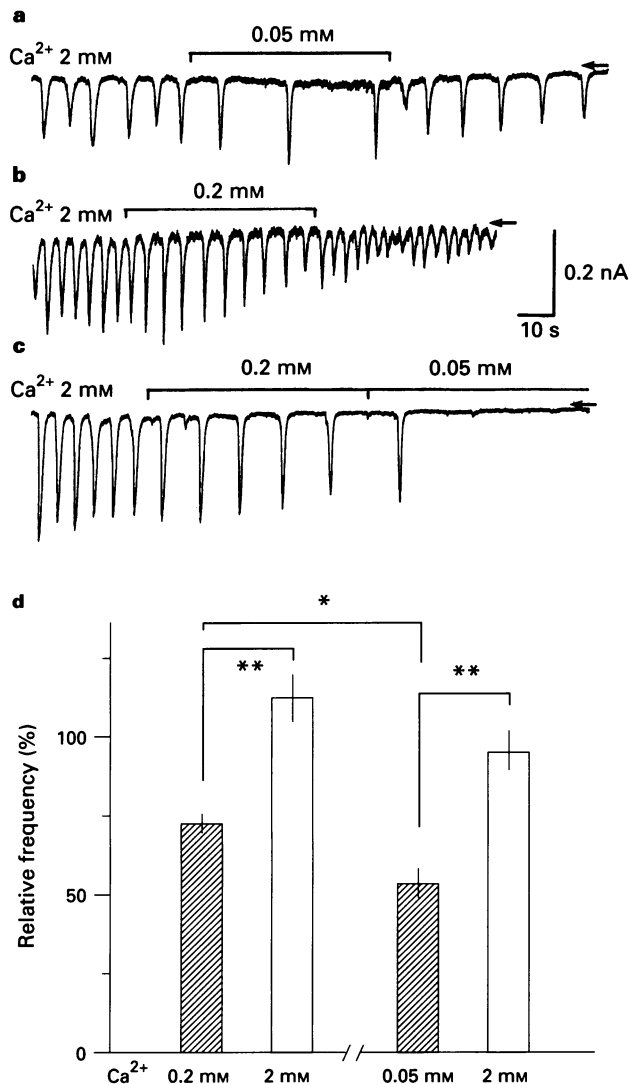 a
0.05 mM
Ca²⁺ 2 mM
b
0.2 mM
Ca²⁺ 2 mM
0.2 nA
10 s
c
0.2 mM 0.05 mM
Ca²⁺ 2 mM
d
*
** **
Relative frequency (%)
100
50
0
Ca²⁺ 0.2 mM 2 mM 0.05 mM 2 mM